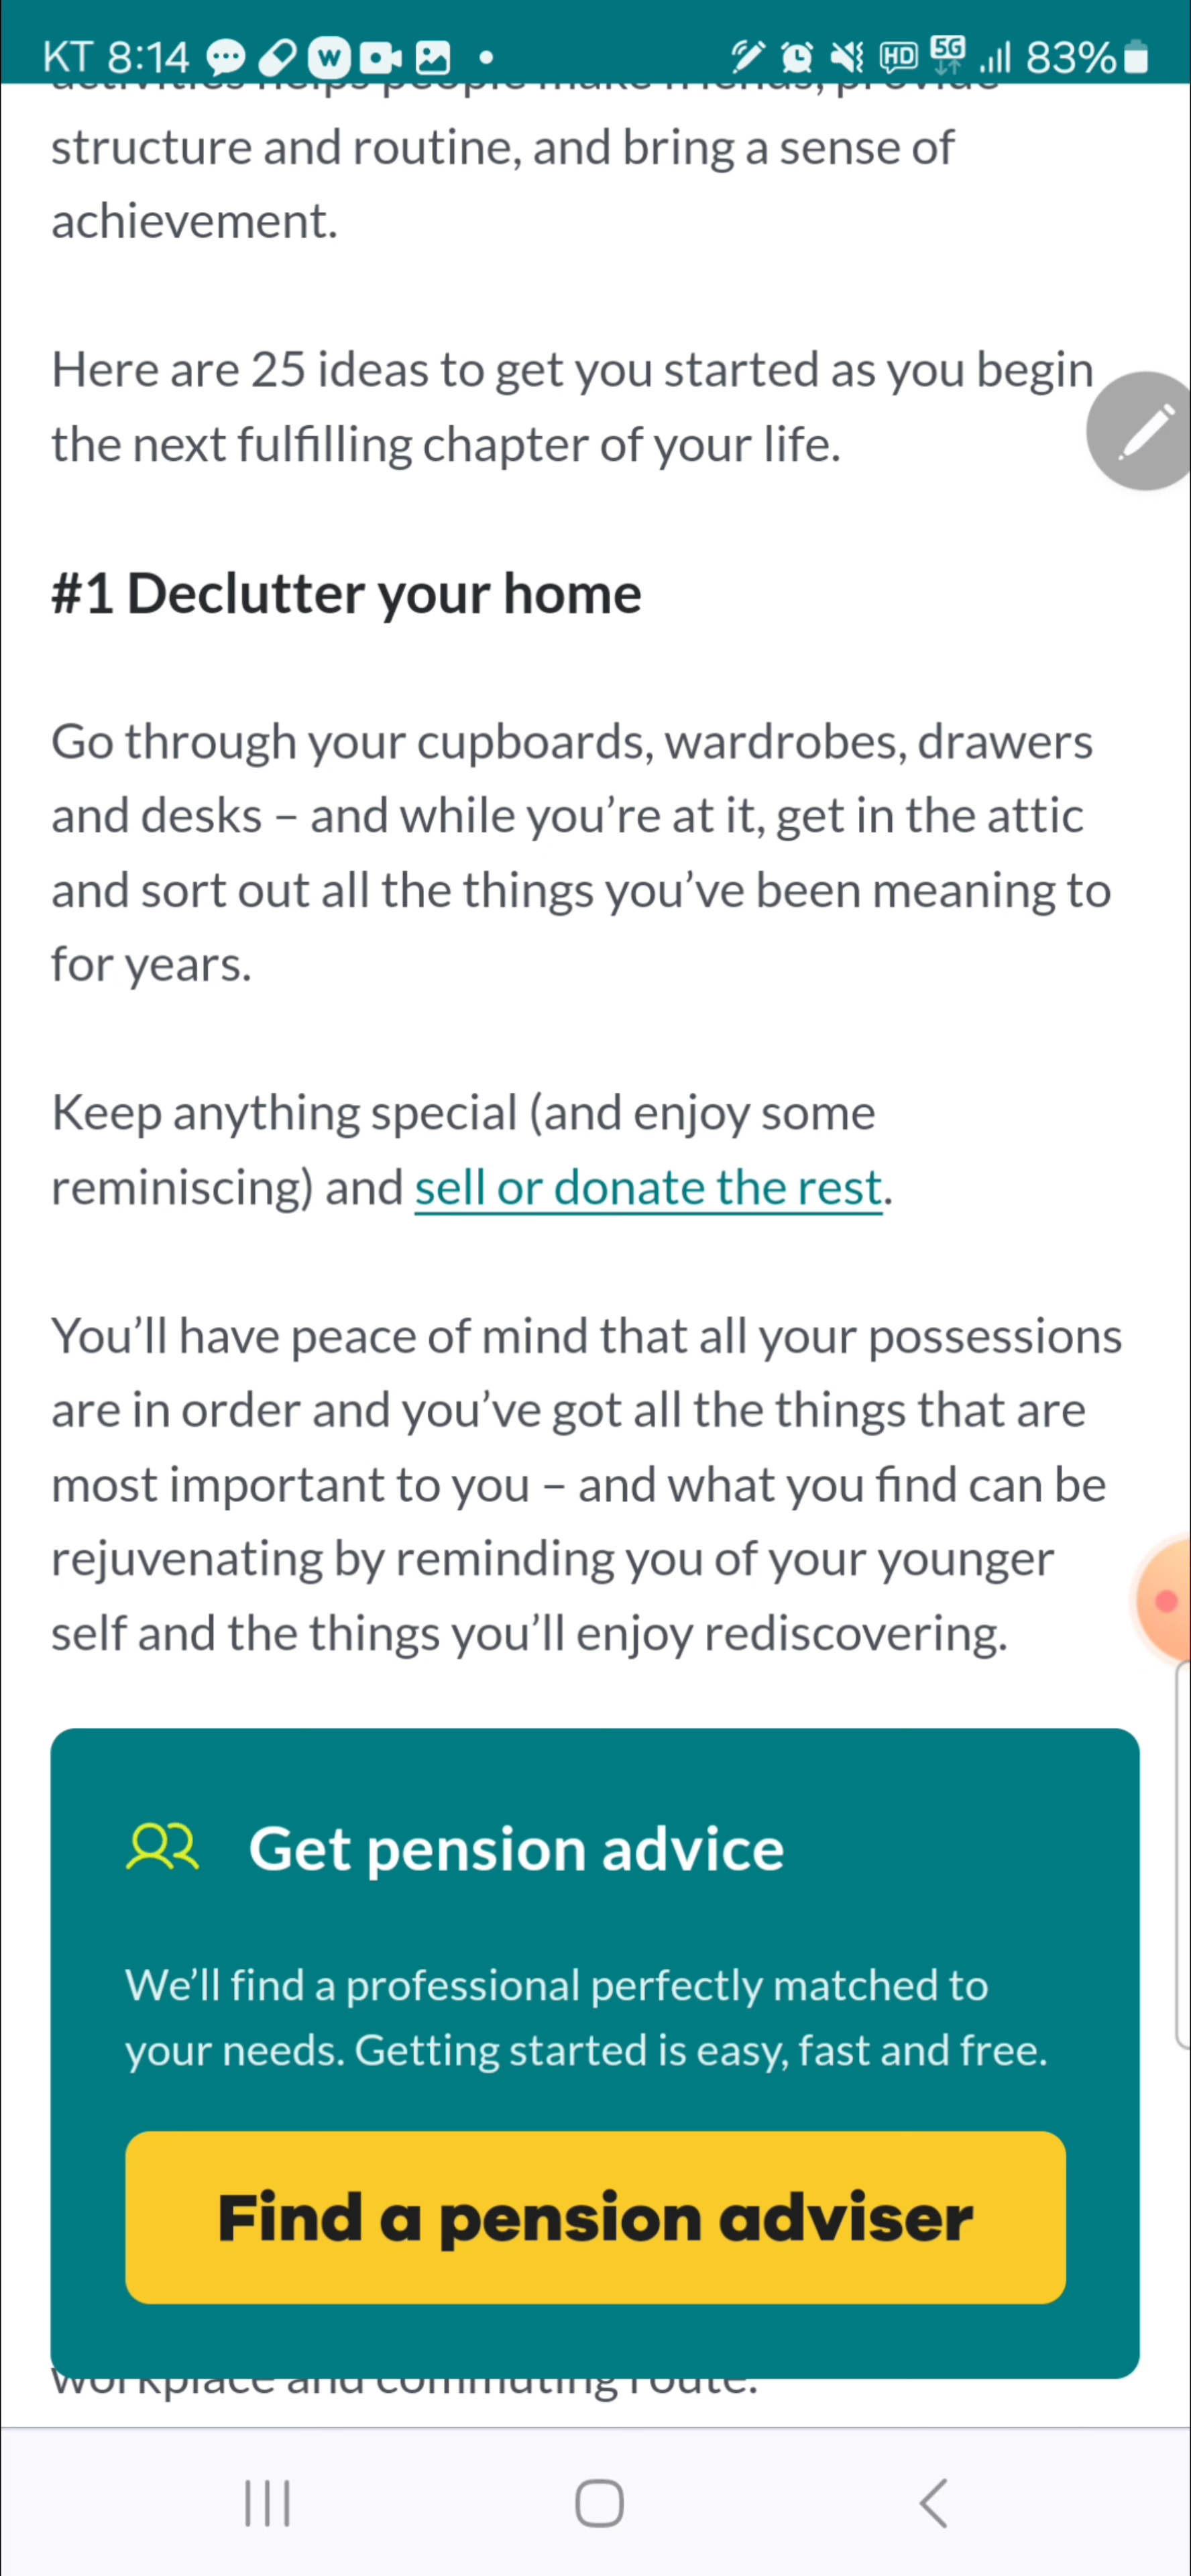 KT 8:14 W HD 5G 83%
structure and routine, and bring a sense of
achievement.
Here are 25 ideas to get you started as you begin
the next fulfilling chapter of your life.
#1 Declutter your home
Go through your cupboards, wardrobes, drawers
and desks – and while you’re at it, get in the attic
and sort out all the things you’ve been meaning to
for years.
Keep anything special (and enjoy some
reminiscing) and sell or donate the rest.
You’ll have peace of mind that all your possessions
are in order and you’ve got all the things that are
most important to you – and what you find can be
rejuvenating by reminding you of your younger
self and the things you’ll enjoy rediscovering.
Get pension advice
We’ll find a professional perfectly matched to
your needs. Getting started is easy, fast and free.
Find a pension adviser
workplace and commuting route.